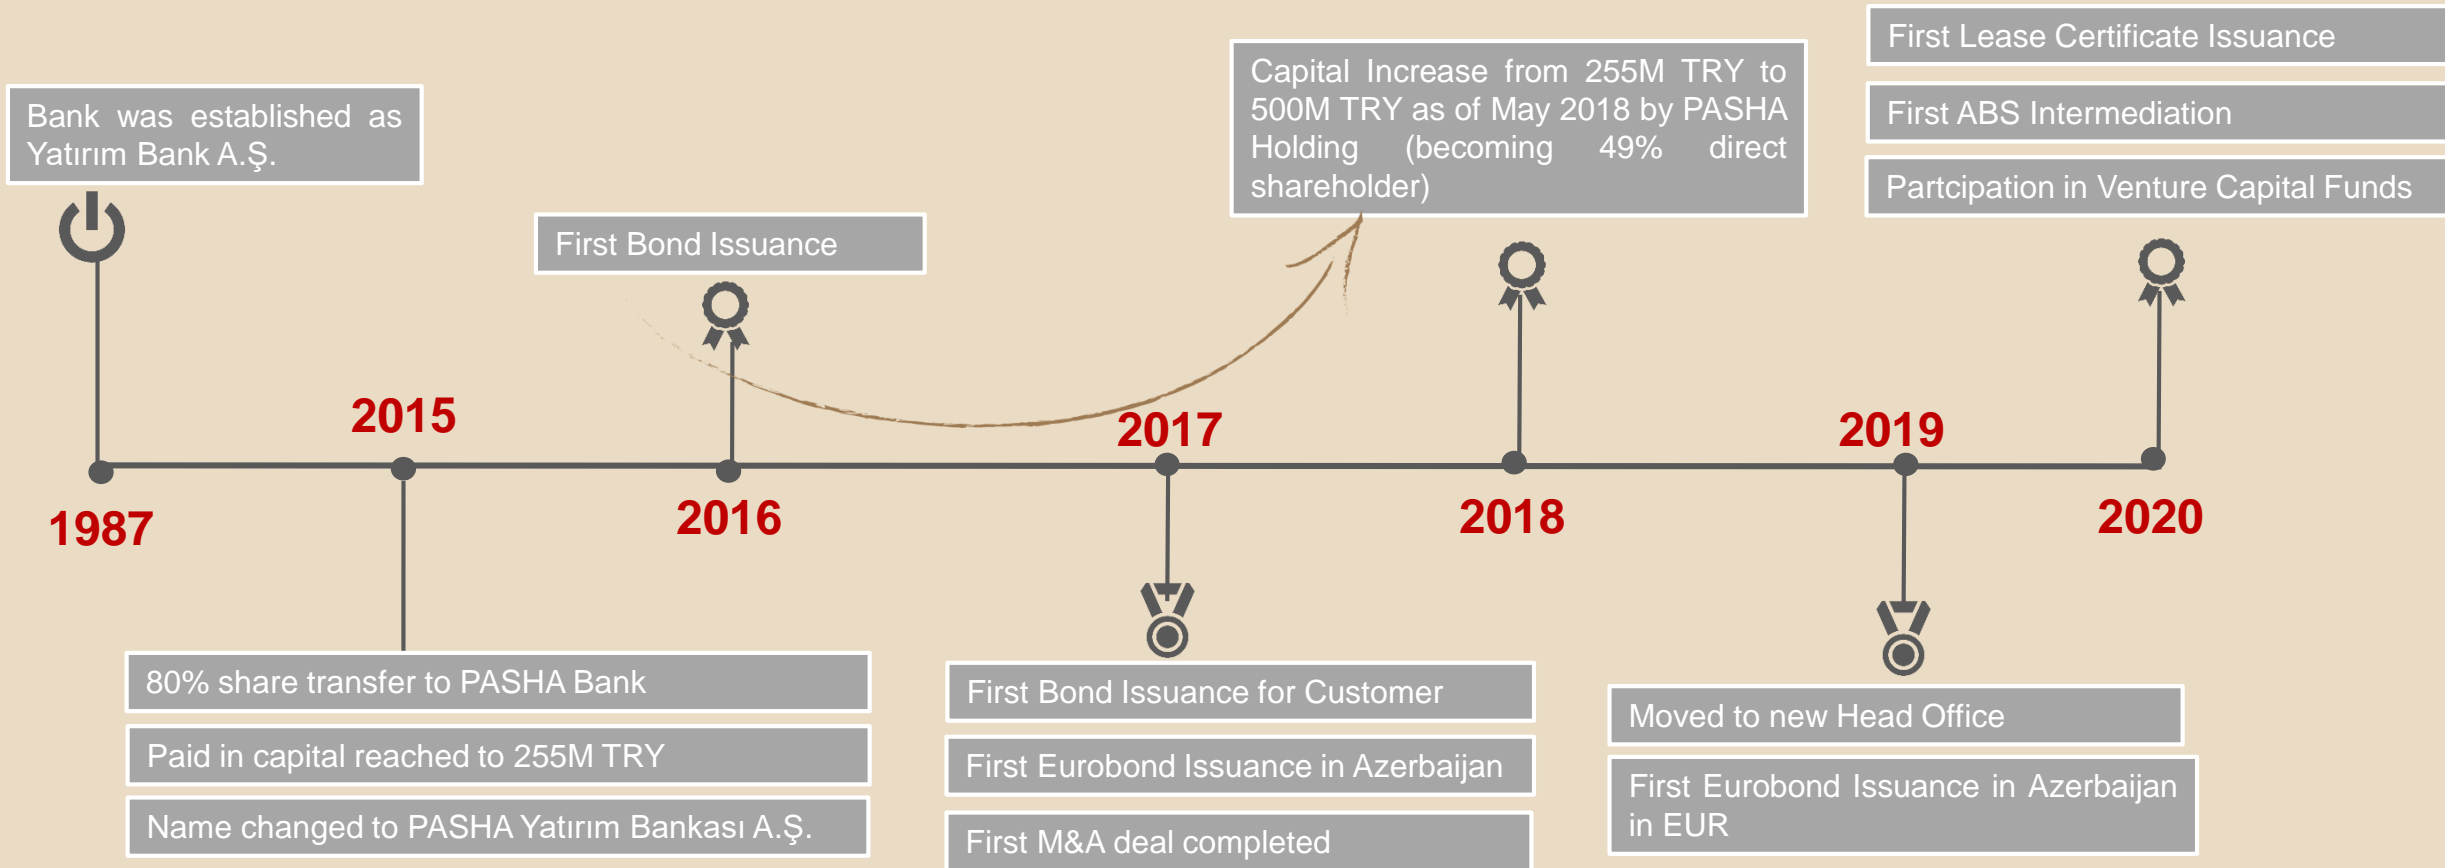 Bank was established as
Yatırım Bank A.Ş.
1987
2015
80% share transfer to PASHA Bank
Paid in capital reached to 255M TRY
Name changed to PASHA Yatırım Bankası A.Ş.
First Bond Issuance
2016
2017
First Bond Issuance for Customer
First Eurobond Issuance in Azerbaijan
First M&A deal completed
Capital Increase from 255M TRY to
500M TRY as of May 2018 by PASHA
Holding (becoming 49% direct
shareholder)
2018
2019
Moved to new Head Office
First Eurobond Issuance in Azerbaijan
in EUR
First Lease Certificate Issuance
First ABS Intermediation
Partcipation in Venture Capital Funds
2020